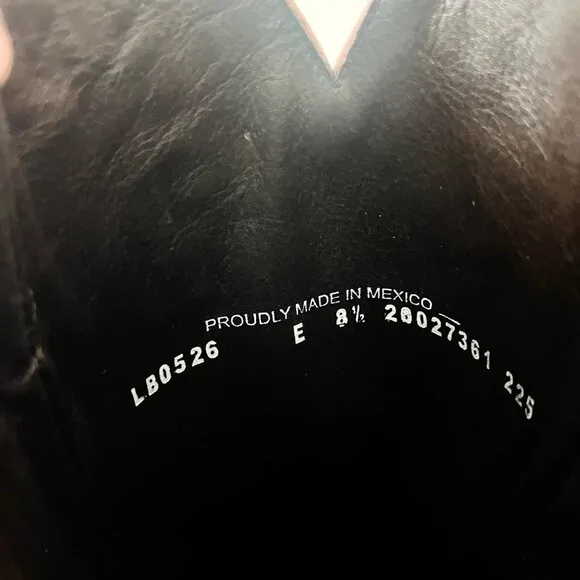 PROUDLY MADE IN MEXICO
LB0526 E 8½ 20027361 225